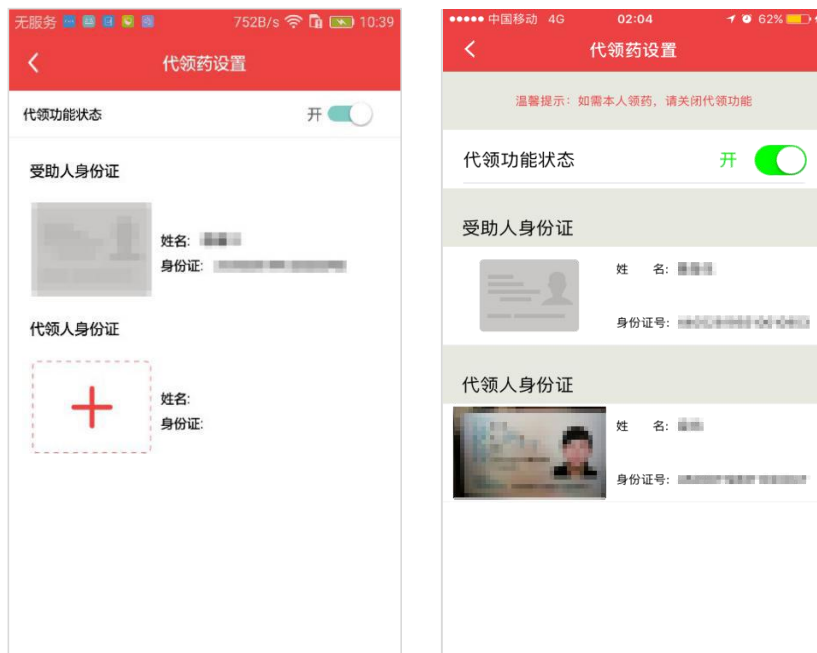 无服务 752B/s 10:39
代领药设置
代领功能状态 开
受助人身份证
姓名:
身份证:
代领人身份证
姓名:
身份证:
中国移动 4G 02:04 62%
代领药设置
温馨提示：如需本人领药，请关闭代领功能
代领功能状态 开
受助人身份证
姓 名:
身份证号:
代领人身份证
姓 名:
身份证号: